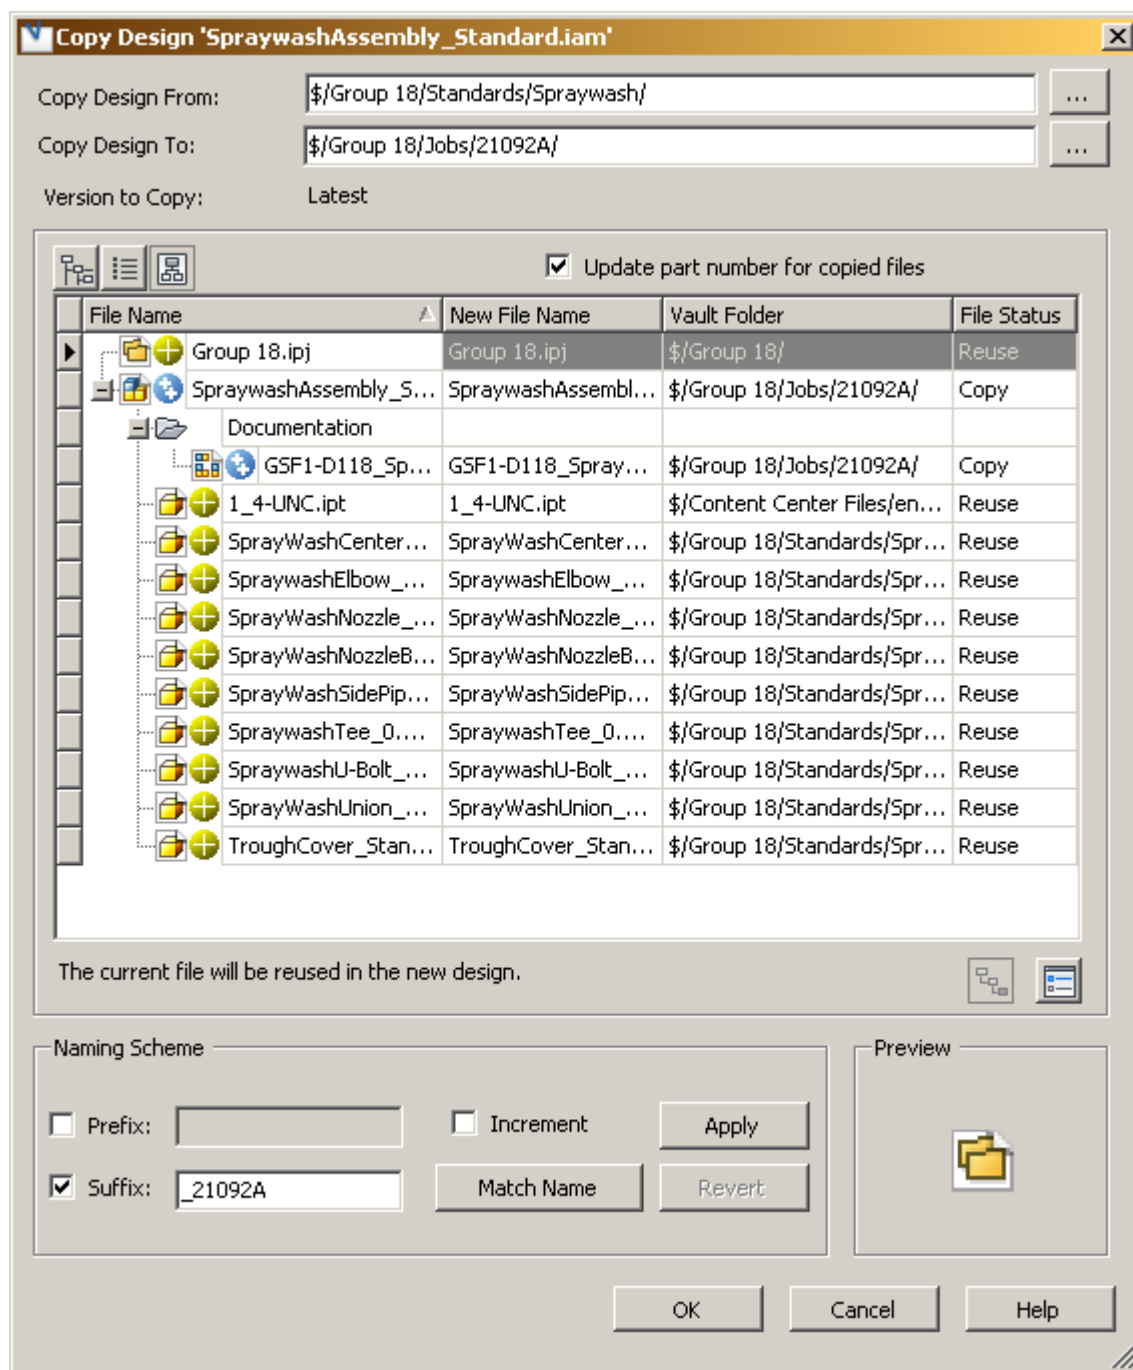 Copy Design 'SpraywashAssembly_Standard.iam'
Copy Design From: $/Group 18/Standards/Spraywash/ ...
Copy Design To: $/Group 18/Jobs/21092A/ ...
Version to Copy: Latest
Update part number for copied files
File Name New File Name Vault Folder File Status
Group 18.ipj Group 18.ipj $/Group 18/ Reuse
SpraywashAssembly_S... SpraywashAssembl... $/Group 18/Jobs/21092A/ Copy
Documentation
GSF1-D118_Sp... GSF1-D118_Spray... $/Group 18/Jobs/21092A/ Copy
1_4-UNC.ipt 1_4-UNC.ipt $/Content Center Files/en... Reuse
SprayWashCenter... SprayWashCenter... $/Group 18/Standards/Spr... Reuse
SpraywashElbow_... SpraywashElbow_... $/Group 18/Standards/Spr... Reuse
SprayWashNozzle_... SprayWashNozzle_... $/Group 18/Standards/Spr... Reuse
SprayWashNozzleB... SprayWashNozzleB... $/Group 18/Standards/Spr... Reuse
SprayWashSidePip... SprayWashSidePip... $/Group 18/Standards/Spr... Reuse
SpraywashTee_0.... SpraywashTee_0.... $/Group 18/Standards/Spr... Reuse
SpraywashU-Bolt_... SpraywashU-Bolt_... $/Group 18/Standards/Spr... Reuse
SprayWashUnion_... SprayWashUnion_... $/Group 18/Standards/Spr... Reuse
TroughCover_Stan... TroughCover_Stan... $/Group 18/Standards/Spr... Reuse
The current file will be reused in the new design.
Naming Scheme
Preview
Prefix: Increment Apply
Suffix: _21092A Match Name Revert
OK Cancel Help